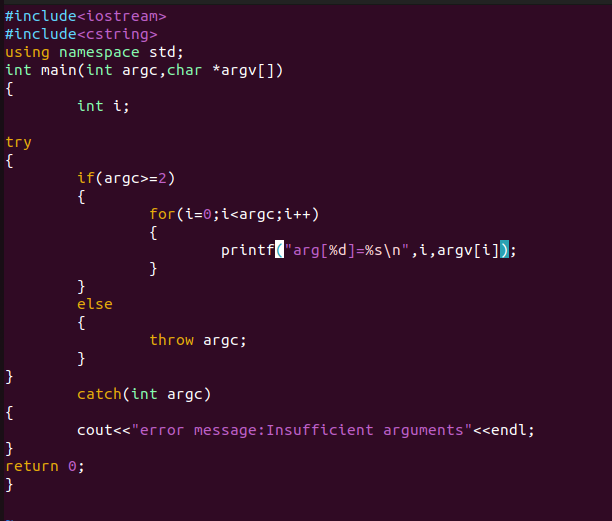 #include<iostream>
#include<cstring>
using namespace std;
int main(int argc,char *argv[])
{
        int i;

try
{
        if(argc>=2)
        {
                for(i=0;i<argc;i++)
                {
                        printf("arg[%d]=%s\n",i,argv[i]);
                }
        }
        else
        {
                throw argc;
        }
}
        catch(int argc)
{
        cout<<"error message:Insufficient arguments"<<endl;
}
return 0;
}